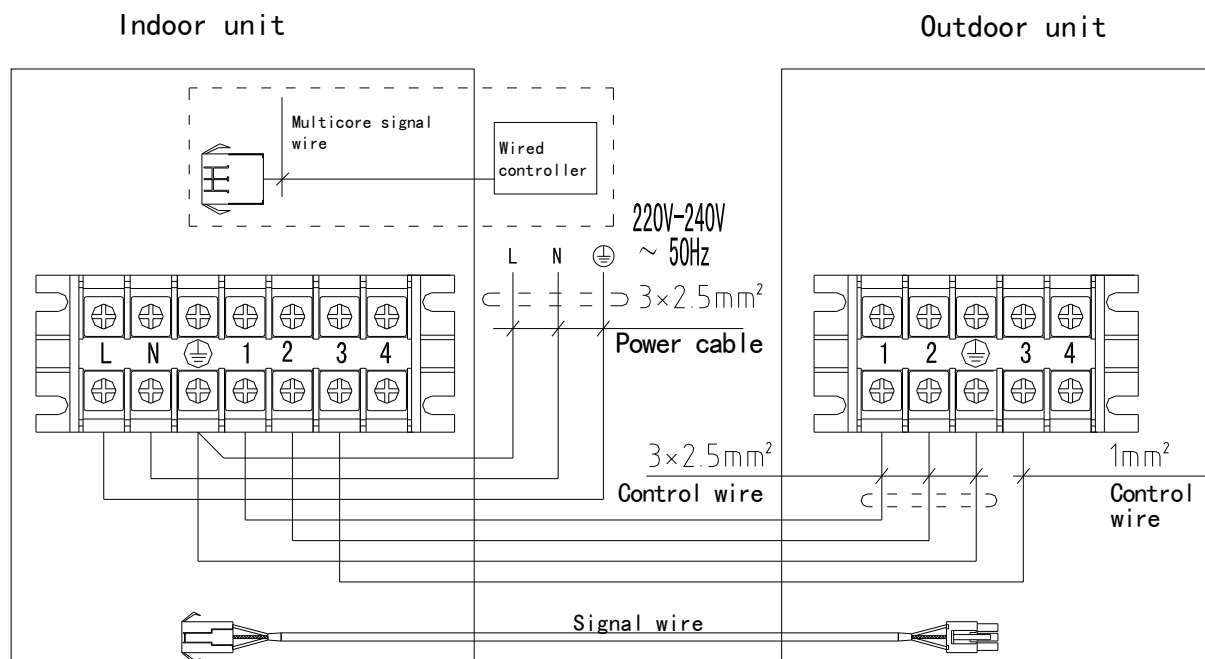 Indoor unit
Outdoor unit
Multicore signal
wire
Wired
controller
220V-240V
~ 50Hz
L N
3×2.5mm²
Power cable
L N 1 2 3 4
1 2 3 4
3×2.5mm²
Control wire
1mm²
Control
wire
Signal wire